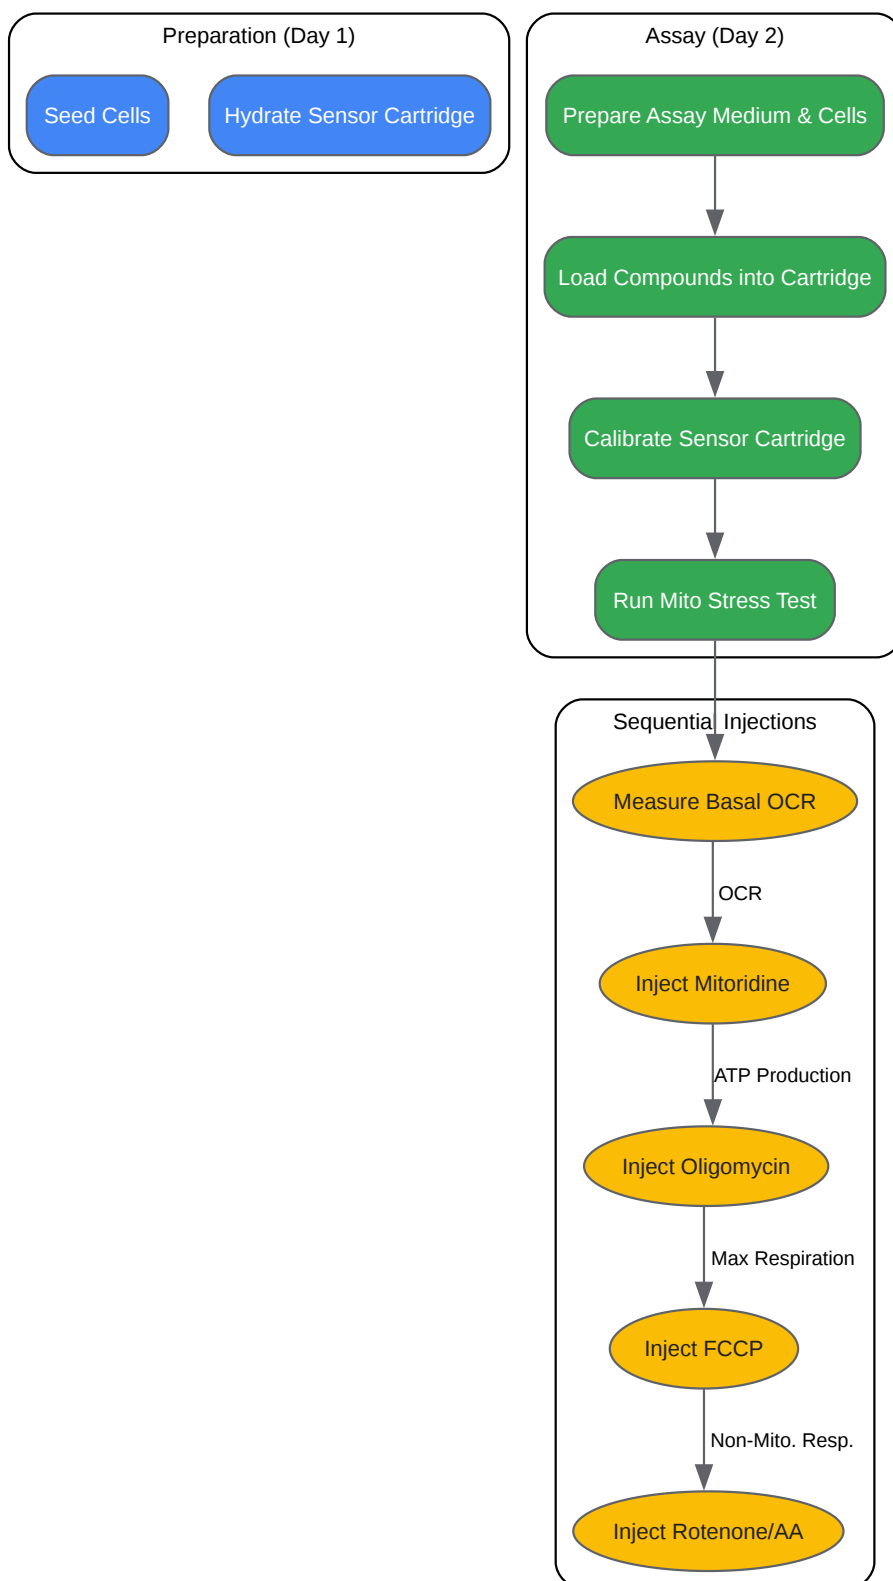 Preparation (Day 1)
Seed Cells
Hydrate Sensor Cartridge
Assay (Day 2)
Prepare Assay Medium & Cells
Load Compounds into Cartridge
Calibrate Sensor Cartridge
Run Mito Stress Test
Sequential Injections
Measure Basal OCR
OCR
Inject Mitoridine
ATP Production
Inject Oligomycin
Max Respiration
Inject FCCP
Non-Mito. Resp.
Inject Rotenone/AA